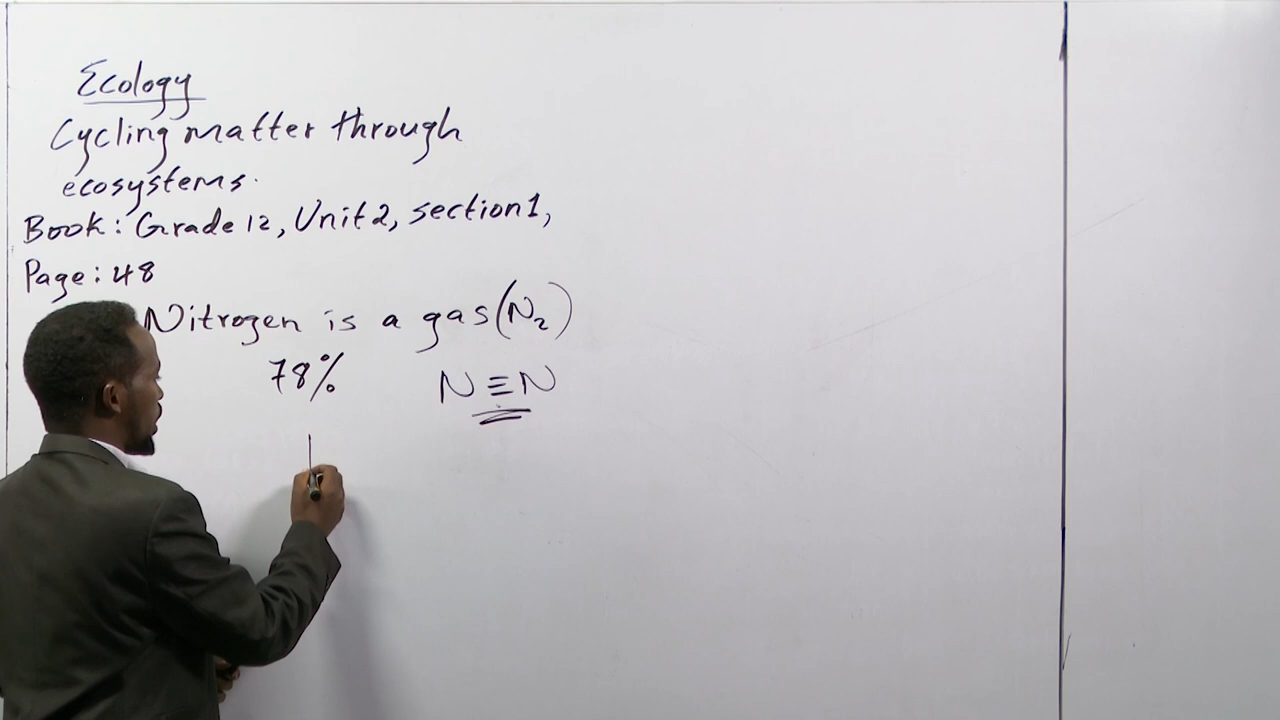 Ecology
Cycling matter through
ecosystems.
Book: Grade 12, Unit 2, section 1,
Page: 48
Nitrogen is a gas (N₂)
78% N≡N